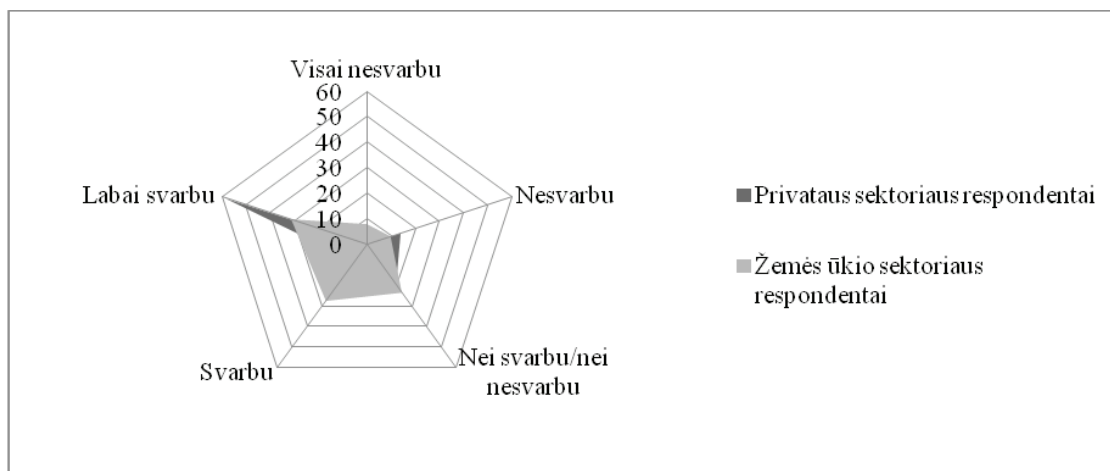 Visai nesvarbu
60
50
40
30
20
10
0
Labai svarbu
Nesvarbu
Svarbu
Nei svarbu/nei
nesvarbu
Privataus sektoriaus respondentai
Žemės ūkio sektoriaus
respondentai